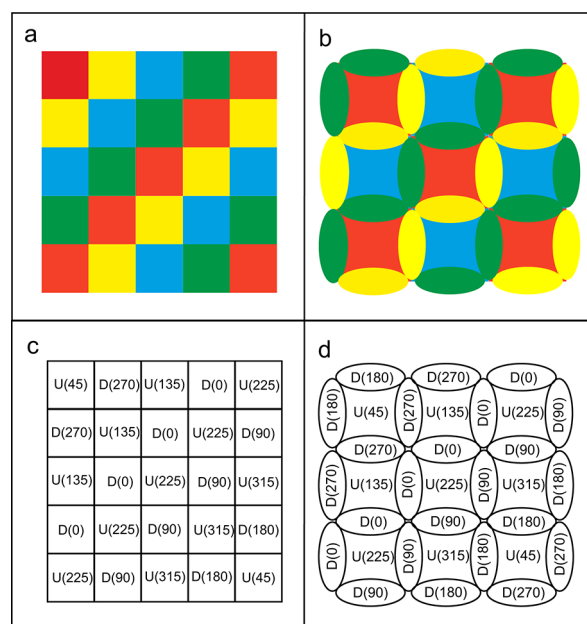 a
b
c
U(45) D(270) U(135) D(0) U(225)
D(270) U(135) D(0) U(225) D(90)
U(135) D(0) U(225) D(90) U(315)
D(0) U(225) D(90) U(315) D(180)
U(225) D(90) U(315) D(180) U(45)
d
D(180) D(270) D(0)
D(180) U(45) D(270) U(135) D(0) U(225) D(90)
D(270) D(0) D(90)
D(270) U(135) D(0) U(225) D(90) U(315) D(180)
D(0) D(90) D(180)
D(0) U(225) D(90) U(315) D(180) U(45) D(270)
D(90) D(180) D(270)